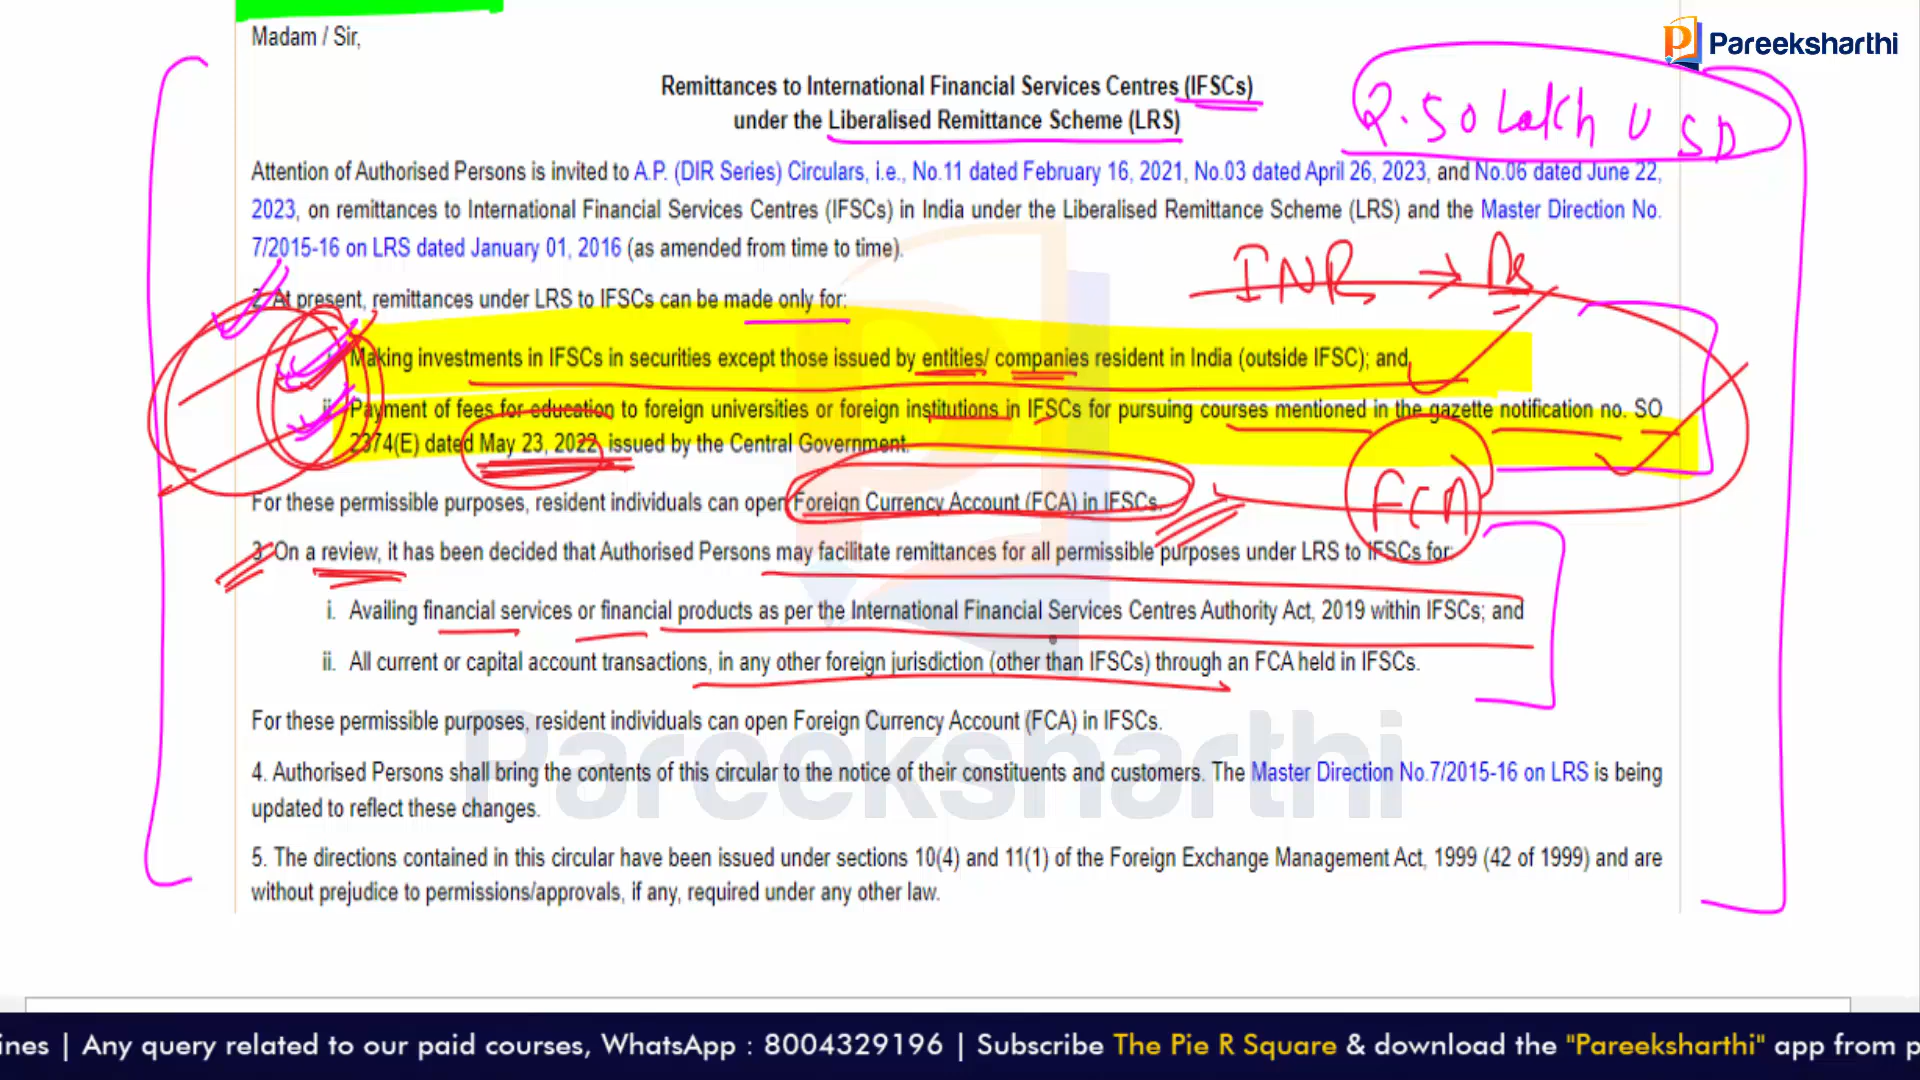 Pareeksharthi
Madam / Sir,
Remittances to International Financial Services Centres (IFSCs)
under the Liberalised Remittance Scheme (LRS)
2.50 Lakh USD
Attention of Authorised Persons is invited to A.P. (DIR Series) Circulars, i.e., No.11 dated February 16, 2021, No.03 dated April 26, 2023, and No.06 dated June 22,
2023, on remittances to International Financial Services Centres (IFSCs) in India under the Liberalised Remittance Scheme (LRS) and the Master Direction No.
7/2015-16 on LRS dated January 01, 2016 (as amended from time to time).
INR → Rs
2. At present, remittances under LRS to IFSCs can be made only for:
i. Making investments in IFSCs in securities except those issued by entities/ companies resident in India (outside IFSC); and
ii. Payment of fees for education to foreign universities or foreign institutions in IFSCs for pursuing courses mentioned in the gazette notification no. SO
2374(E) dated May 23, 2022, issued by the Central Government.
For these permissible purposes, resident individuals can open Foreign Currency Account (FCA) in IFSCs.
FCA
3. On a review, it has been decided that Authorised Persons may facilitate remittances for all permissible purposes under LRS to IFSCs for:
i. Availing financial services or financial products as per the International Financial Services Centres Authority Act, 2019 within IFSCs; and
ii. All current or capital account transactions, in any other foreign jurisdiction (other than IFSCs) through an FCA held in IFSCs.
For these permissible purposes, resident individuals can open Foreign Currency Account (FCA) in IFSCs.
Pareeksharthi
4. Authorised Persons shall bring the contents of this circular to the notice of their constituents and customers. The Master Direction No.7/2015-16 on LRS is being
updated to reflect these changes.
5. The directions contained in this circular have been issued under sections 10(4) and 11(1) of the Foreign Exchange Management Act, 1999 (42 of 1999) and are
without prejudice to permissions/approvals, if any, required under any other law.
ines | Any query related to our paid courses, WhatsApp : 8004329196 | Subscribe The Pie R Square & download the "Pareeksharthi" app from p